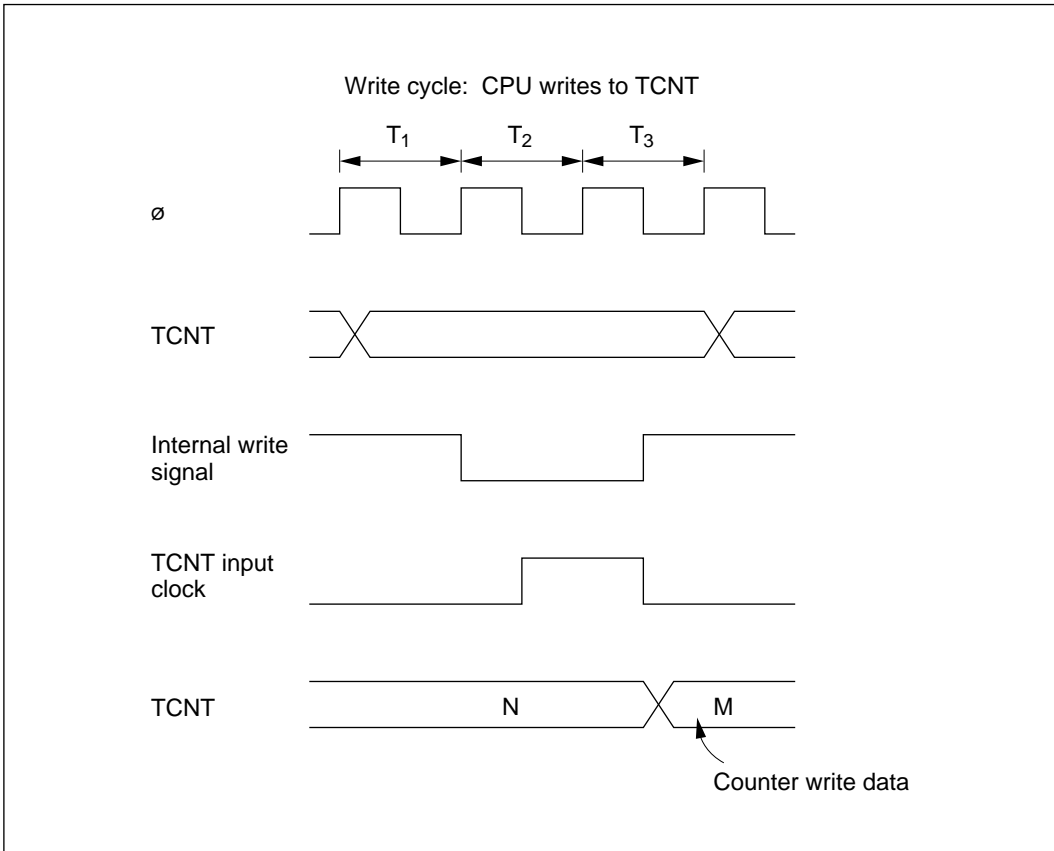 Write cycle: CPU writes to TCNT
T1
T2
T3
ø
TCNT
Internal write
signal
TCNT input
clock
TCNT
N
M
Counter write data